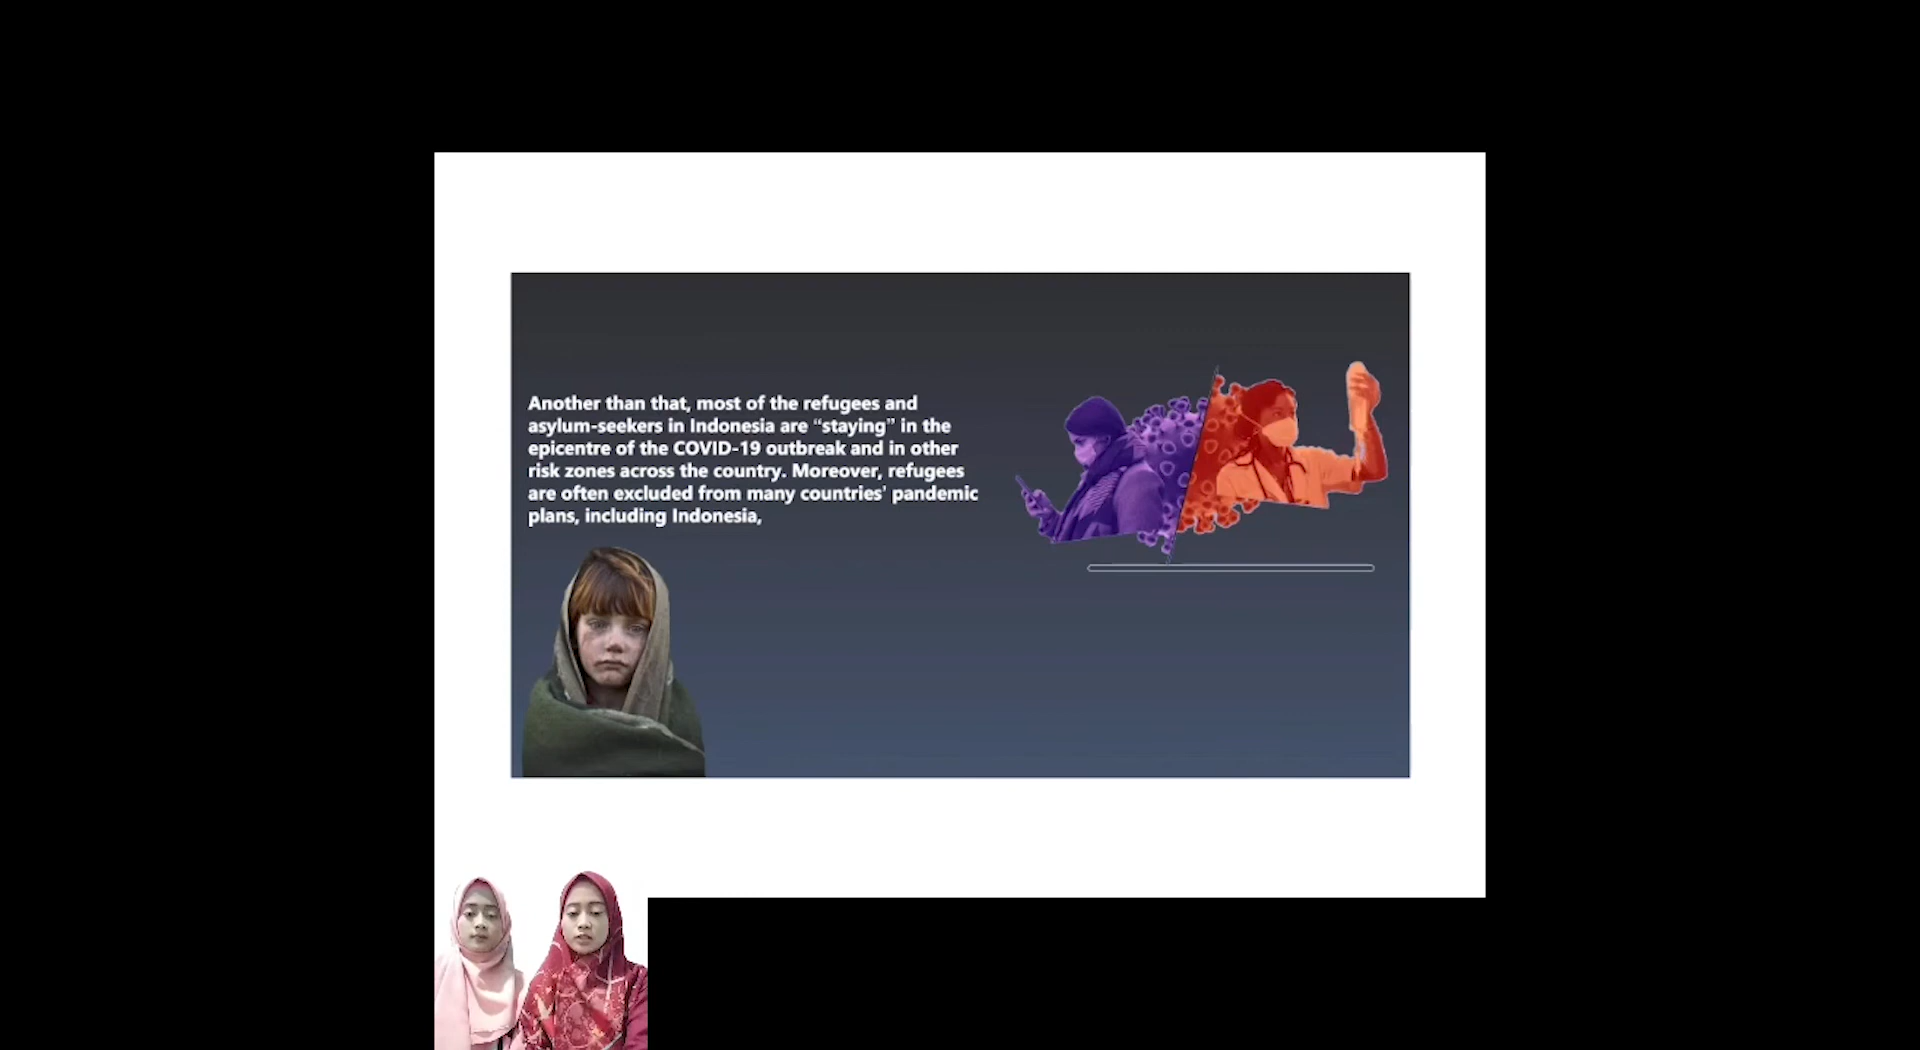 Another than that, most of the refugees and
asylum-seekers in Indonesia are “staying” in the
epicentre of the COVID-19 outbreak and in other
risk zones across the country. Moreover, refugees
are often excluded from many countries' pandemic
plans, including Indonesia,